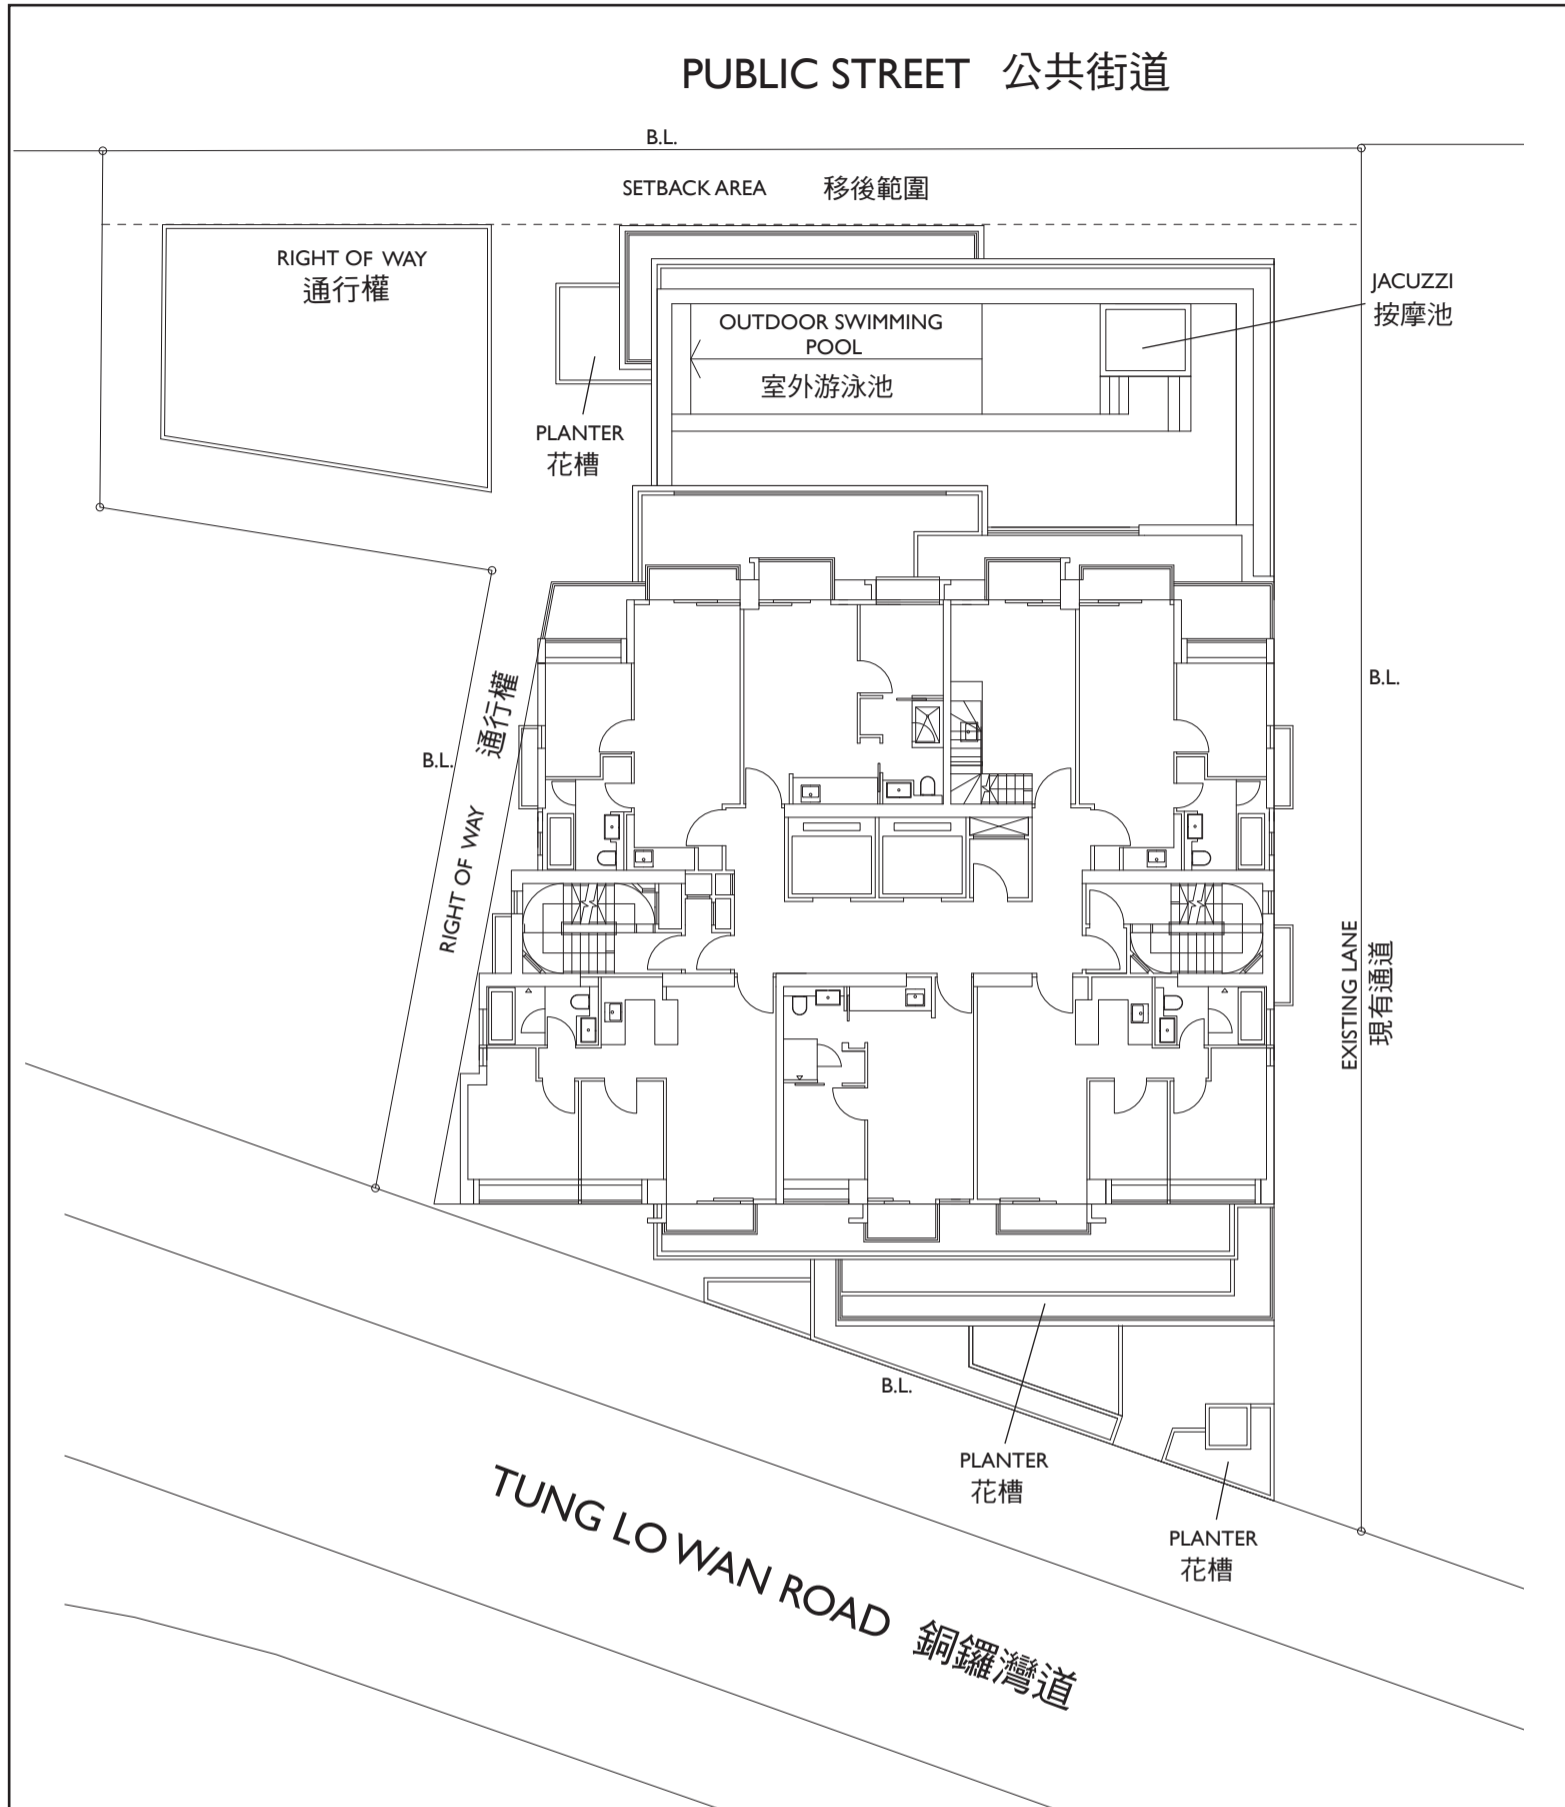 PUBLIC STREET 公共街道
B.L.
SETBACK AREA 移後範圍
RIGHT OF WAY
通行權
JACUZZI
按摩池
OUTDOOR SWIMMING
POOL
室外游泳池
PLANTER
花槽
B.L.
B.L.
RIGHT OF WAY 通行權
EXISTING LANE
現有通道
B.L.
PLANTER
花槽
PLANTER
花槽
TUNG LO WAN ROAD 銅鑼灣道